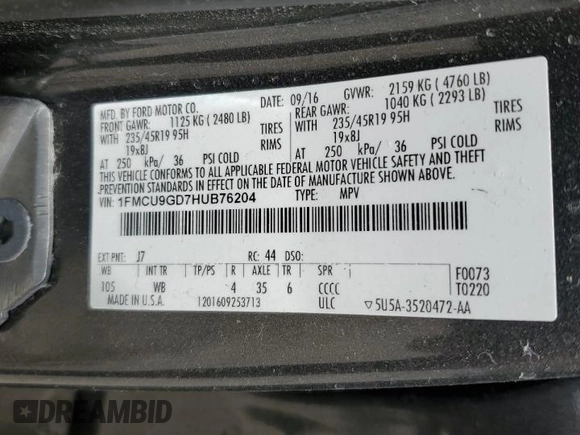 MFD. BY FORD MOTOR CO. DATE: 09/16 GVWR: 2159 KG ( 4760 LB)
FRONT GAWR: 1125 KG ( 2480 LB) REAR GAWR: 1040 KG ( 2293 LB)
WITH 235/45R19 95H TIRES WITH 235/45R19 95H TIRES
19x8J RIMS 19x8J RIMS
AT 250 kPa/ 36 PSI COLD AT 250 kPa/ 36 PSI COLD
THIS VEHICLE CONFORMS TO ALL APPLICABLE FEDERAL MOTOR VEHICLE SAFETY AND THEFT
PREVENTION STANDARDS IN EFFECT ON THE DATE OF MANUFACTURE SHOWN ABOVE.
VIN: 1FMCU9GD7HUB76204 TYPE: MPV
EXT PNT: J7 RC: 44 DSO:
WB INT TR TP/PS R AXLE TR SPR F0073
105 WB 4 35 6 CCCC T0220
MADE IN U.S.A. 1201609253713 ULC ▽5U5A-3520472-AA
DREAMBID